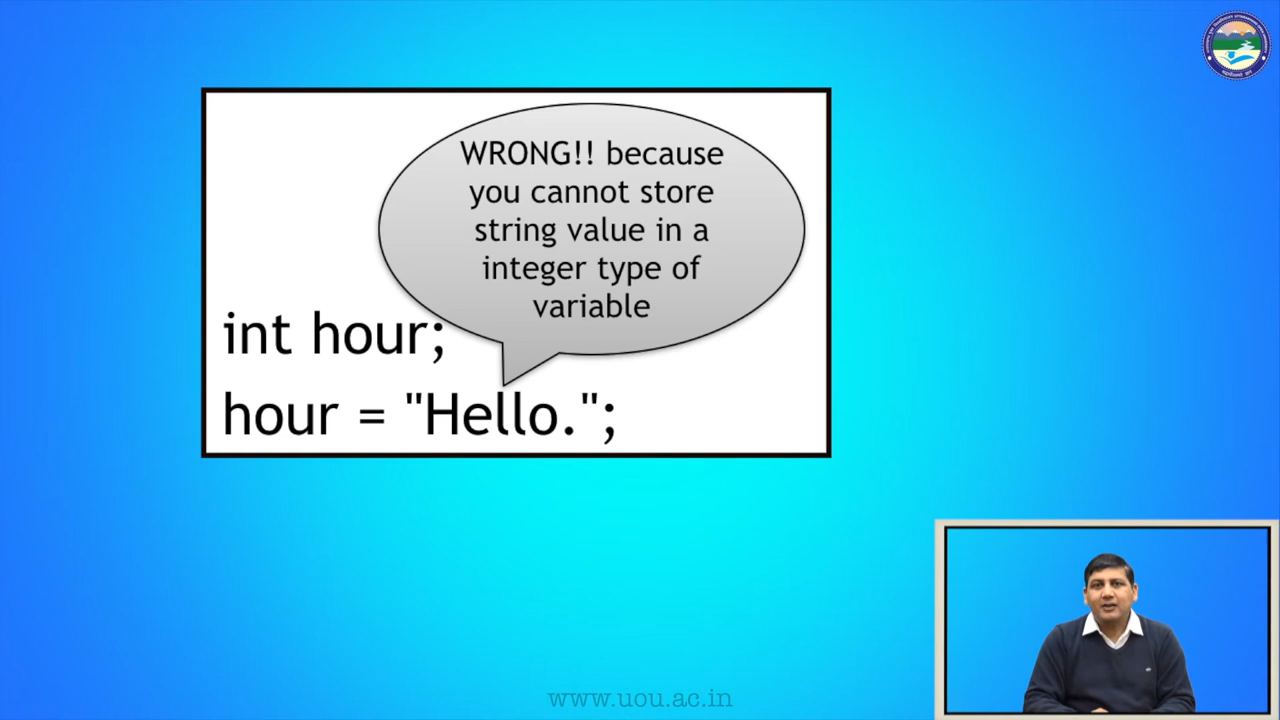 WRONG!! because
you cannot store
string value in a
integer type of
variable
int hour;
hour = "Hello.";
www.uou.ac.in